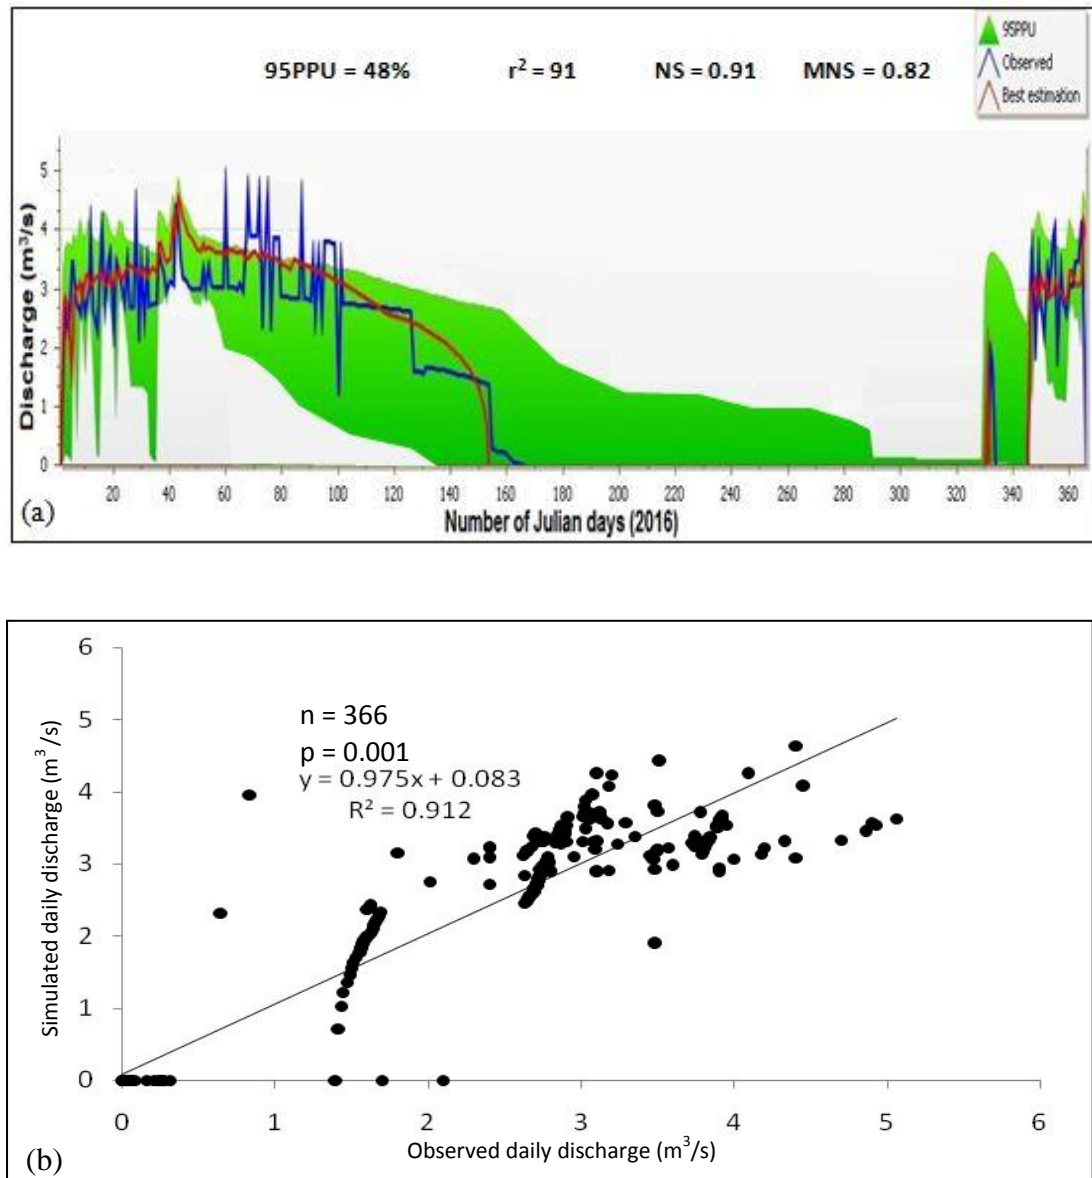 95PPU = 48% r² = 91 NS = 0.91 MNS = 0.82
95PPU
Observed
Best estimation
Discharge (m³/s)
5
4
3
2
1
0
20 40 60 80 100 120 140 160 180 200 220 240 260 280 300 320 340 360
Number of Julian days (2016)
(a)
Simulated daily discharge (m³ /s)
6
5
4
3
2
1
0
n = 366
p = 0.001
y = 0.975x + 0.083
R² = 0.912
0 1 2 3 4 5 6
Observed daily discharge (m³/s)
(b)